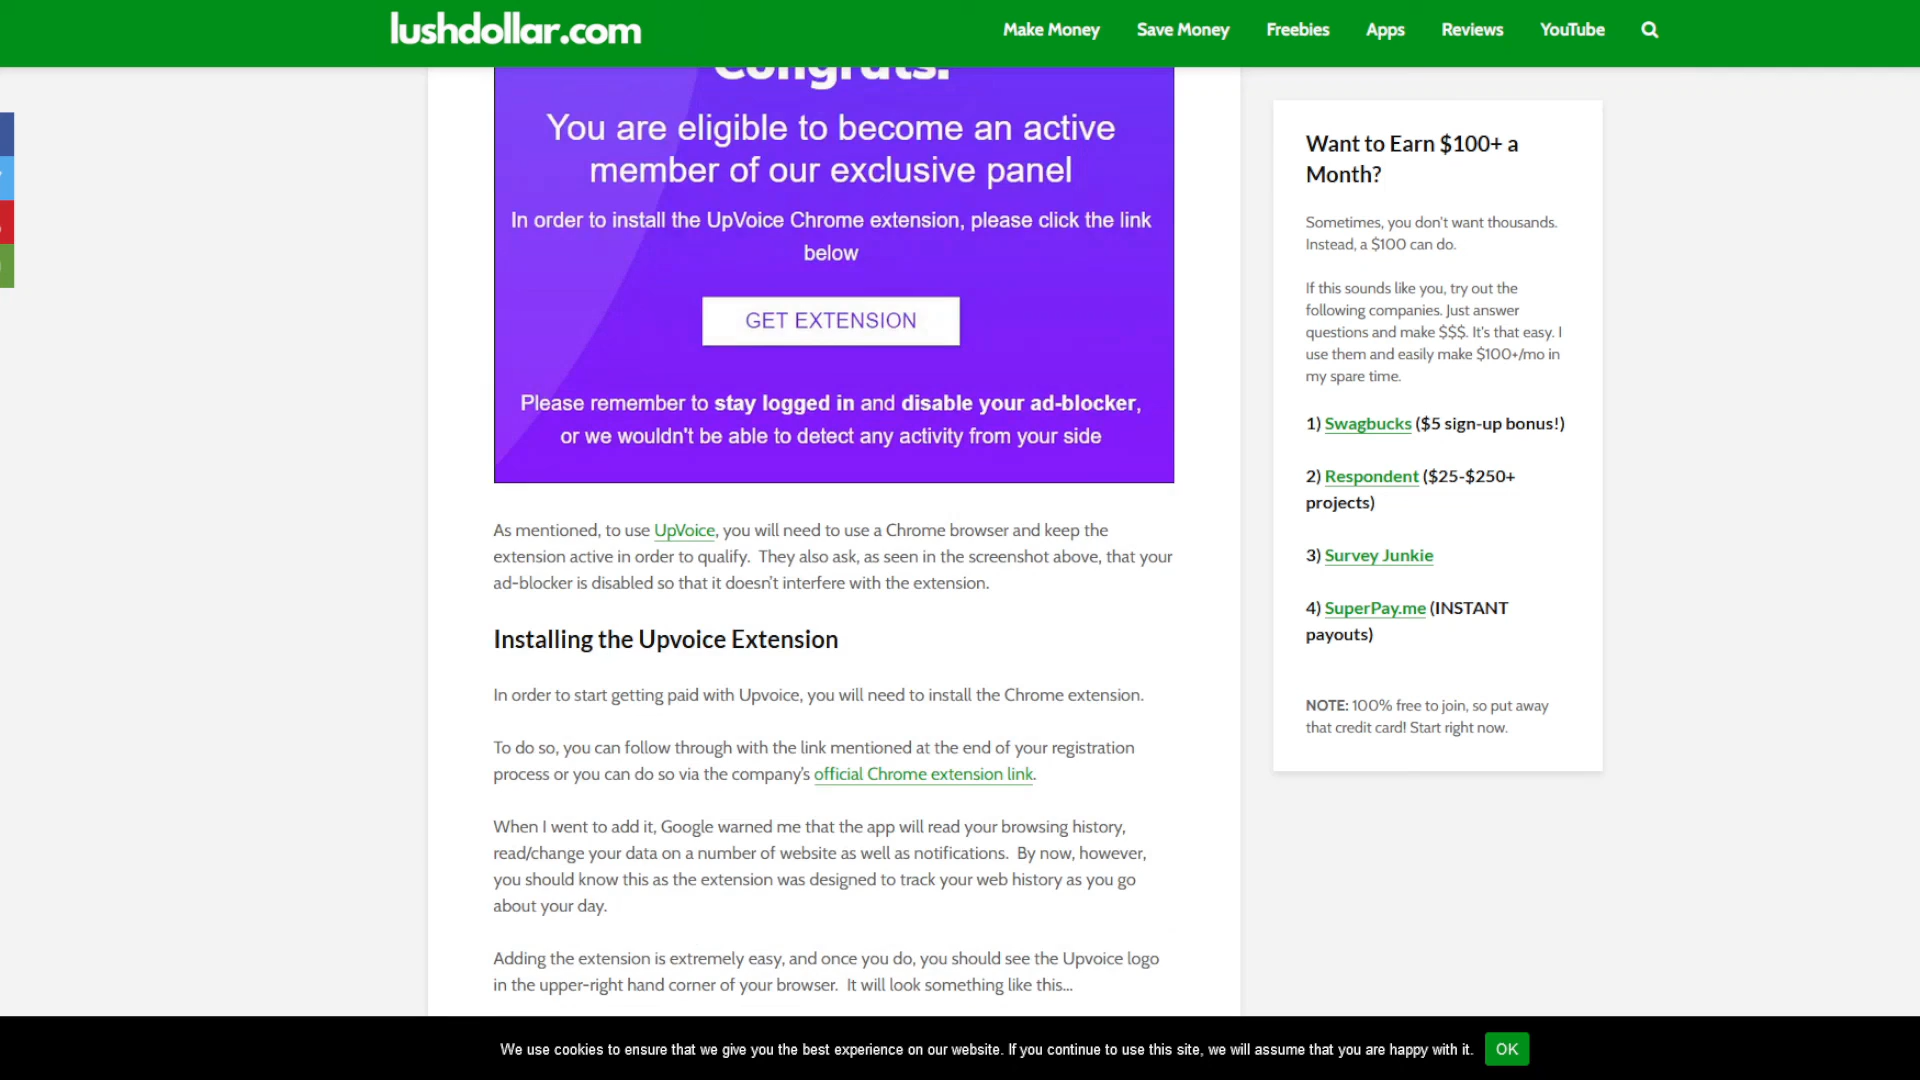 lushdollar.com
Make Money
Save Money
Freebies
Apps
Reviews
YouTube
Congrats!
You are eligible to become an active
member of our exclusive panel
In order to install the UpVoice Chrome extension, please click the link
below
GET EXTENSION
Please remember to stay logged in and disable your ad-blocker,
or we wouldn't be able to detect any activity from your side
As mentioned, to use UpVoice, you will need to use a Chrome browser and keep the
extension active in order to qualify.  They also ask, as seen in the screenshot above, that your
ad-blocker is disabled so that it doesn't interfere with the extension.
Installing the Upvoice Extension
In order to start getting paid with Upvoice, you will need to install the Chrome extension.
To do so, you can follow through with the link mentioned at the end of your registration
process or you can do so via the company's official Chrome extension link.
When I went to add it, Google warned me that the app will read your browsing history,
read/change your data on a number of website as well as notifications.  By now, however,
you should know this as the extension was designed to track your web history as you go
about your day.
Adding the extension is extremely easy, and once you do, you should see the Upvoice logo
in the upper-right hand corner of your browser.  It will look something like this…
Want to Earn $100+ a
Month?
Sometimes, you don't want thousands.
Instead, a $100 can do.
If this sounds like you, try out the
following companies. Just answer
questions and make $$$. It's that easy. I
use them and easily make $100+/mo in
my spare time.
1) Swagbucks ($5 sign-up bonus!)
2) Respondent ($25-$250+
projects)
3) Survey Junkie
4) SuperPay.me (INSTANT
payouts)
NOTE: 100% free to join, so put away
that credit card! Start right now.
We use cookies to ensure that we give you the best experience on our website. If you continue to use this site, we will assume that you are happy with it.
OK